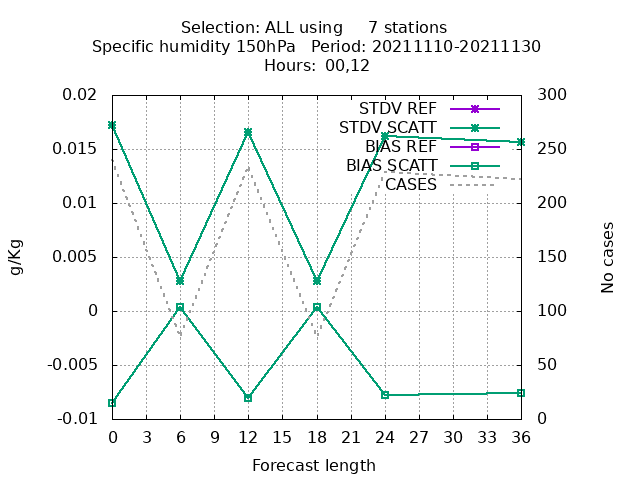 Selection: ALL using      7 stations
Specific humidity 150hPa   Period: 20211110-20211130
Hours: 00,12
STDV REF
STDV SCATT
BIAS REF
BIAS SCATT
CASES
0.02
0.015
0.01
0.005
0
-0.005
-0.01
g/Kg
300
250
200
150
100
50
0
No cases
0 3 6 9 12 15 18 21 24 27 30 33 36
Forecast length